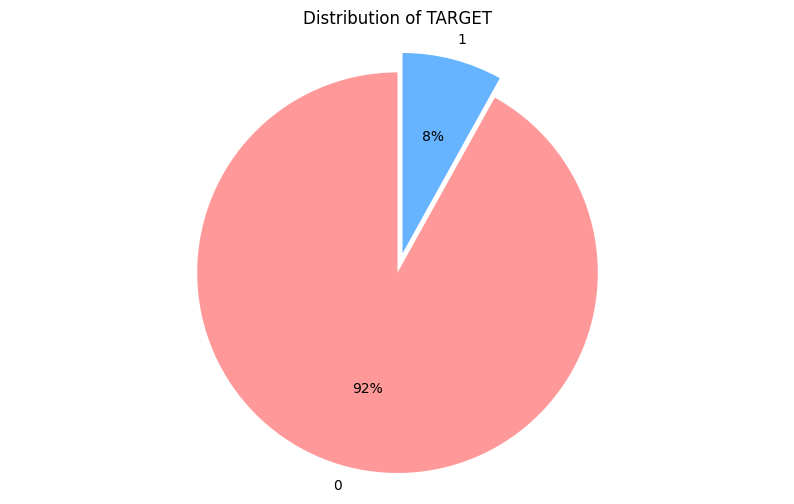 Distribution of TARGET
1
8%
92%
0